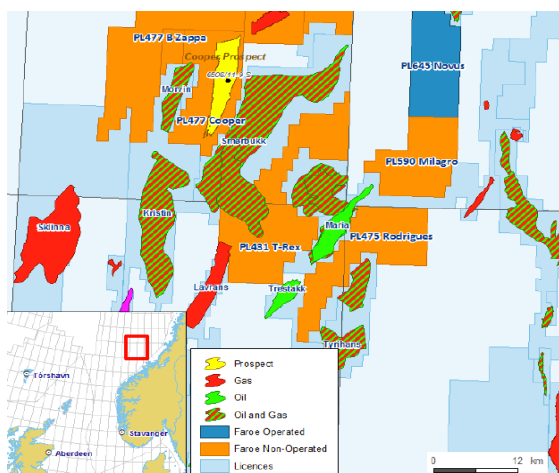 PL477 B Zappa
Cooper Prospect
6506/11-9 S
PL645 Novus
Morvin
PL477 Cooper
Smørbukk
PL590 Milagro
Skinna
Kristin
Maria
PL431 T-Rex
PL475 Rodrigues
Lavrans
Trestakk
Tyrihans
Tórshavn
Stavanger
Aberdeen
Prospect
Gas
Oil
Oil and Gas
Faroe Operated
Faroe Non-Operated
Licences
0
12
km